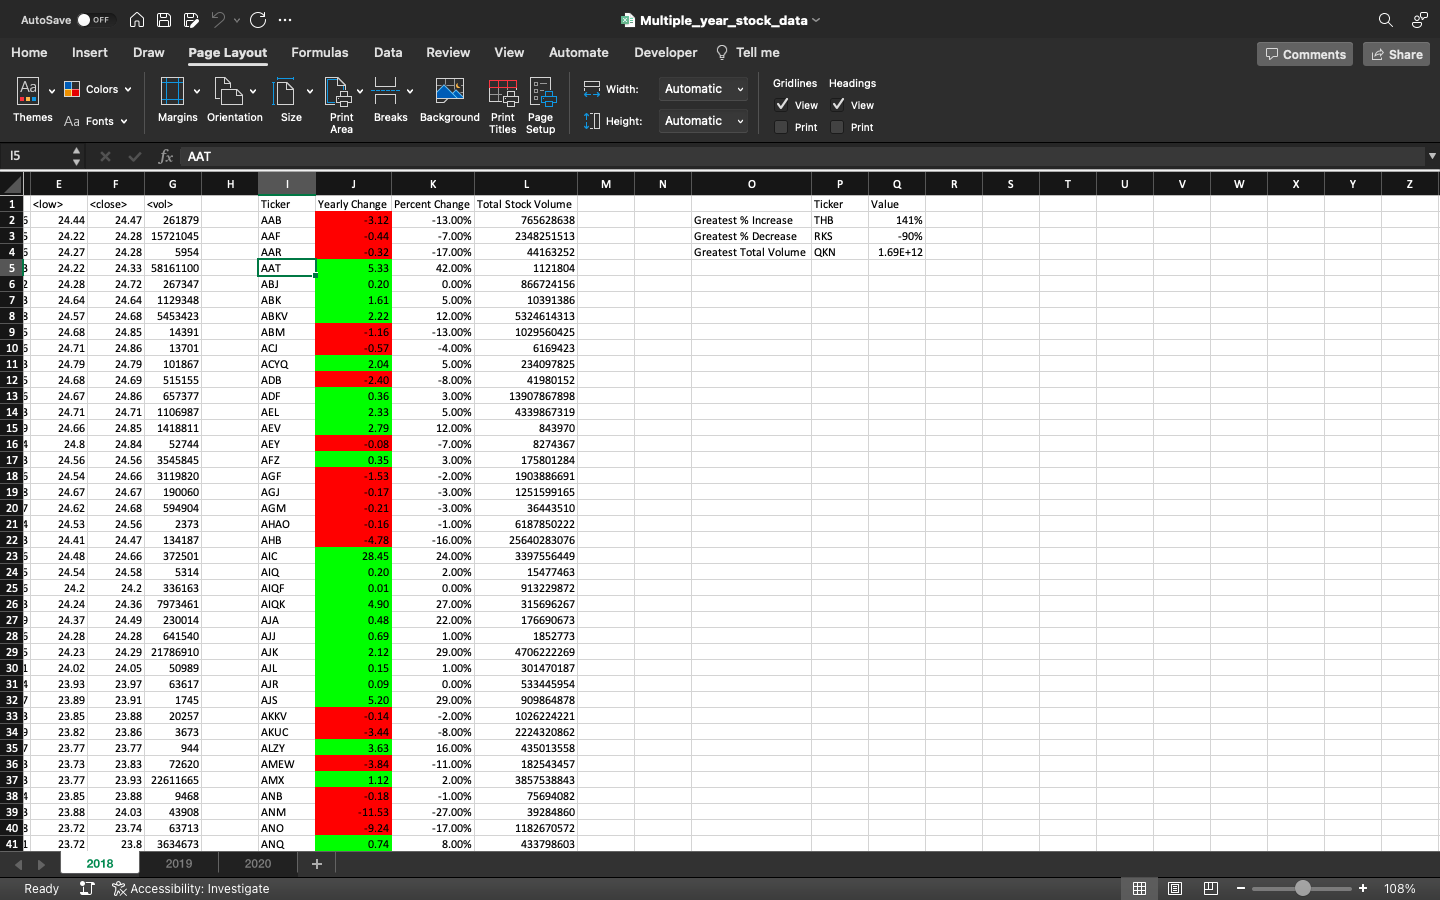 AutoSave OFF Multiple_year_stock_data
Home Insert Draw Page Layout Formulas Data Review View Automate Developer Tell me Comments Share
Aa Colors Gridlines Headings
Width: Automatic View View
Themes Aa Fonts Margins Orientation Size Print Area Breaks Background Print Titles Page Setup Height: Automatic Print Print
I5 fx AAT
E F G H I J K L M N O P Q R S T U V W X Y Z
1 <low> <close> <vol> Ticker Yearly Change Percent Change Total Stock Volume Ticker Value
2 24.44 24.47 261879 AAB -3.12 -13.00% 765628638 Greatest % Increase THB 141%
3 24.22 24.28 15721045 AAF -0.44 -7.00% 2348251513 Greatest % Decrease RKS -90%
4 24.27 24.28 5954 AAR -0.32 -17.00% 44163252 Greatest Total Volume QKN 1.69E+12
5 24.22 24.33 58161100 AAT 5.33 42.00% 1121804
6 24.28 24.72 267347 ABJ 0.20 0.00% 866724156
7 24.64 24.64 1129348 ABK 1.61 5.00% 10391386
8 24.57 24.68 5453423 ABKV 2.22 12.00% 5324614313
9 24.68 24.85 14391 ABM -1.16 -13.00% 1029560425
10 24.71 24.86 13701 ACJ -0.57 -4.00% 6169423
11 24.79 24.79 101867 ACYQ 2.04 5.00% 234097825
12 24.68 24.69 515155 ADB -2.40 -8.00% 41980152
13 24.67 24.86 657377 ADF 0.36 3.00% 13907867898
14 24.71 24.71 1106987 AEL 2.33 5.00% 4339867319
15 24.66 24.85 1418811 AEV 2.79 12.00% 843970
16 24.8 24.84 52744 AEY -0.08 -7.00% 8274367
17 24.56 24.56 3545845 AFZ 0.35 3.00% 175801284
18 24.54 24.66 3119820 AGF -1.53 -2.00% 1903886691
19 24.67 24.67 190060 AGJ -0.17 -3.00% 1251599165
20 24.62 24.68 594904 AGM -0.21 -3.00% 36443510
21 24.53 24.56 2373 AHAO -0.16 -1.00% 6187850222
22 24.41 24.47 134187 AHB -4.78 -16.00% 25640283076
23 24.48 24.66 372501 AIC 28.45 24.00% 3397556449
24 24.54 24.58 5314 AIQ 0.20 2.00% 15477463
25 24.2 24.2 336163 AIQF 0.01 0.00% 913229872
26 24.24 24.36 7973461 AIQK 4.90 27.00% 315696267
27 24.37 24.49 230014 AJA 0.48 22.00% 176690673
28 24.28 24.28 641540 AJJ 0.69 1.00% 1852773
29 24.23 24.29 21786910 AJK 2.12 29.00% 4706222269
30 24.02 24.05 50989 AJL 0.15 1.00% 301470187
31 23.93 23.97 63617 AJR 0.09 0.00% 533445954
32 23.89 23.91 1745 AJS 5.20 29.00% 909864878
33 23.85 23.88 20257 AKKV -0.14 -2.00% 1026224221
34 23.82 23.86 3673 AKUC -3.44 -8.00% 2224320862
35 23.77 23.77 944 ALZY 3.63 16.00% 435013558
36 23.73 23.83 72620 AMEW -3.84 -11.00% 182543457
37 23.77 23.93 22611665 AMX 1.12 2.00% 3857538843
38 23.85 23.88 9468 ANB -0.18 -1.00% 75694082
39 23.88 24.03 43908 ANM -11.53 -27.00% 39284860
40 23.72 23.74 63713 ANO -9.24 -17.00% 1182670572
41 23.72 23.8 3634673 ANQ 0.74 8.00% 433798603
2018 2019 2020 +
Ready Accessibility: Investigate 108%